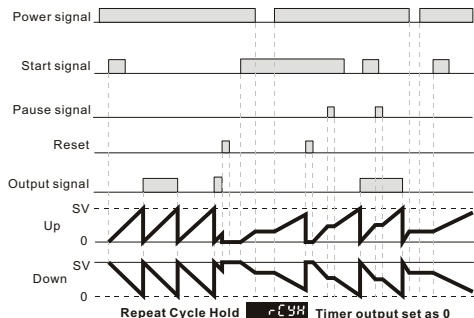 Power signal
Start signal
Pause signal
Reset
Output signal
SV
Up
0
SV
Down
0
Repeat Cycle Hold rCYH Timer output set as 0